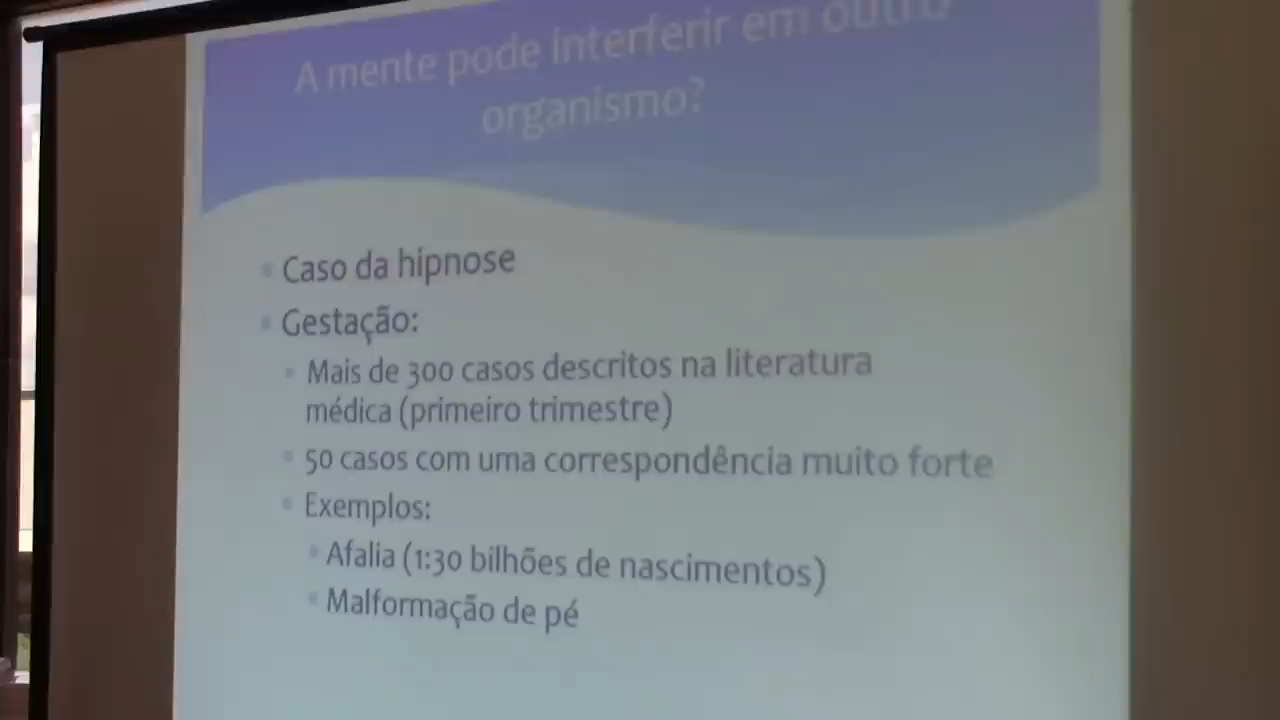 A mente pode interferir em outro
organismo?
Caso da hipnose
Gestação:
Mais de 300 casos descritos na literatura
médica (primeiro trimestre)
50 casos com uma correspondência muito forte
Exemplos:
Afalia (1:30 bilhões de nascimentos)
Malformação de pé